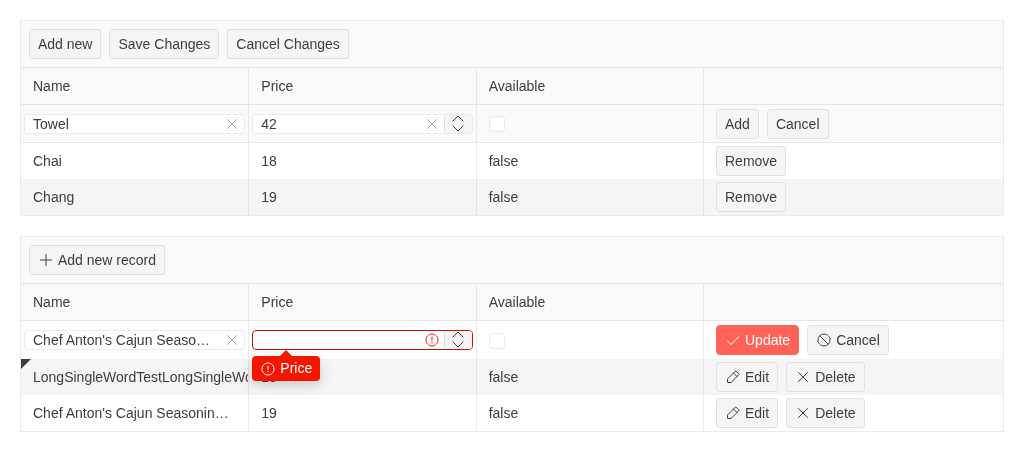 Add new Save Changes Cancel Changes
Name Price Available
Towel 42 Add Cancel
Chai 18 false Remove
Chang 19 false Remove
Add new record
Name Price Available
Chef Anton's Cajun Seaso... Update Cancel
Price
LongSingleWordTestLongSingleWo false Edit Delete
Chef Anton's Cajun Seasonin... 19 false Edit Delete